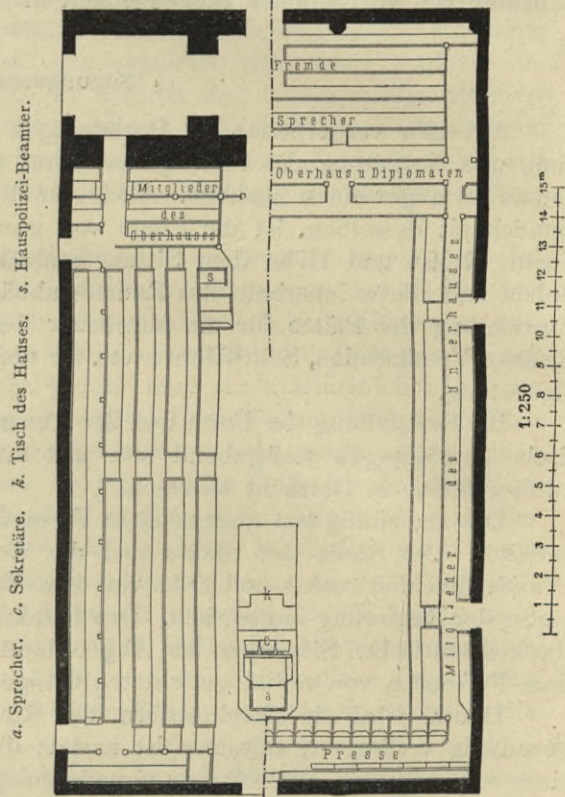 a. Sprecher. c. Sekretäre. k. Tisch des Hauses. s. Hauspolizei-Beamter.
Fremde
Sprecher
Oberhaus u Diplomaten
Mitglieder
des
Oberhauses
S
Mitglieder des Unterhauses
k
c
a
Presse
1:250
1 2 3 4 5 6 7 8 9 10 11 12 13 14 15m